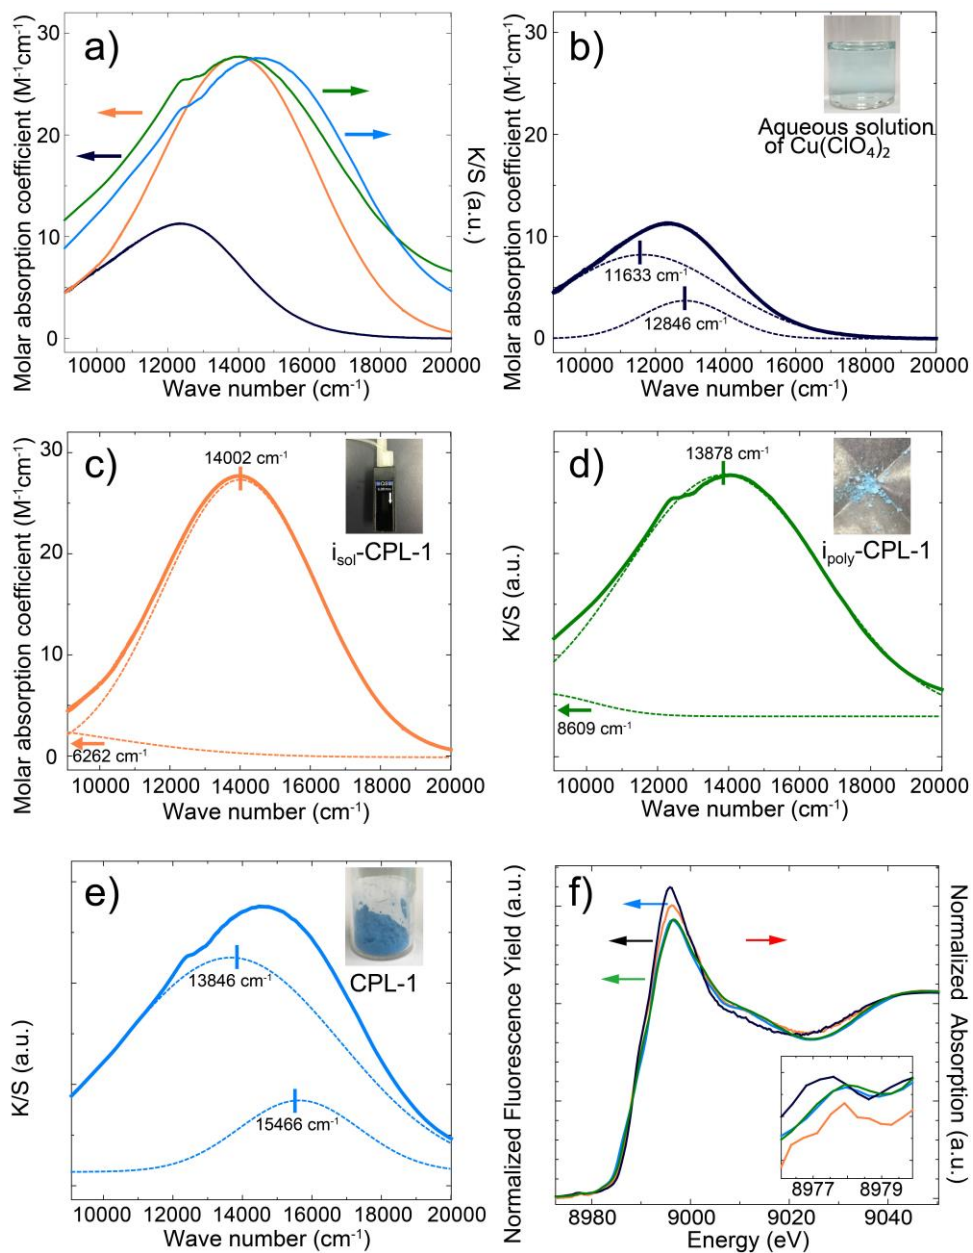 a)
Molar absorption coefficient (M-1cm-1)
30
20
10
0
10000 12000 14000 16000 18000 20000
Wave number (cm-1)
K/S (a.u.)
b)
Molar absorption coefficient (M-1cm-1)
30
20
10
0
Aqueous solution
of Cu(ClO4)2
11633 cm-1
12846 cm-1
10000 12000 14000 16000 18000 20000
Wave number (cm-1)
c)
Molar absorption coefficient (M-1cm-1)
30
20
10
0
14002 cm-1
isol-CPL-1
6262 cm-1
10000 12000 14000 16000 18000 20000
Wave number (cm-1)
d)
K/S (a.u.)
13878 cm-1
ipoly-CPL-1
8609 cm-1
10000 12000 14000 16000 18000 20000
Wave number (cm-1)
e)
K/S (a.u.)
CPL-1
13846 cm-1
15466 cm-1
10000 12000 14000 16000 18000 20000
Wave number (cm-1)
f)
Normalized Fluorescence Yield (a.u.)
Normalized Absorption (a.u.)
8977 8979
8980 9000 9020 9040
Energy (eV)